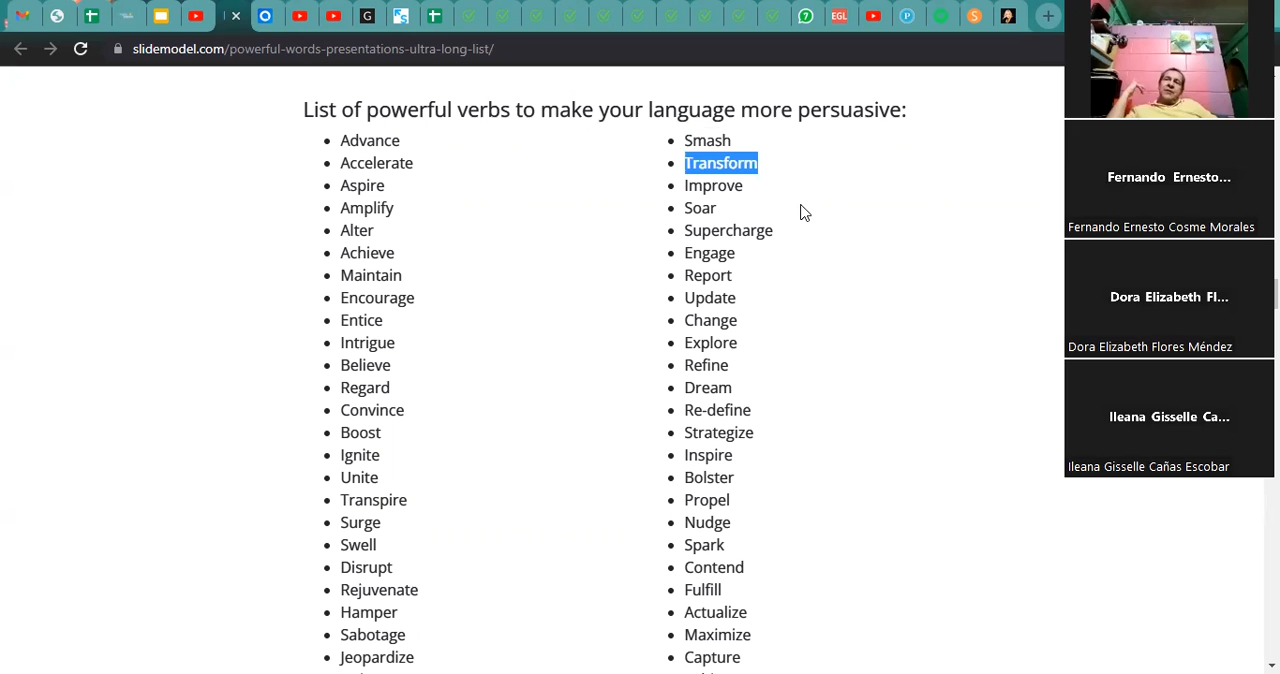 slidemodel.com/powerful-words-presentations-ultra-long-list/
List of powerful verbs to make your language more persuasive:
Advance
Accelerate
Aspire
Amplify
Alter
Achieve
Maintain
Encourage
Entice
Intrigue
Believe
Regard
Convince
Boost
Ignite
Unite
Transpire
Surge
Swell
Disrupt
Rejuvenate
Hamper
Sabotage
Jeopardize
Smash
Transform
Improve
Soar
Supercharge
Engage
Report
Update
Change
Explore
Refine
Dream
Re-define
Strategize
Inspire
Bolster
Propel
Nudge
Spark
Contend
Fulfill
Actualize
Maximize
Capture
Fernando Ernesto...
Fernando Ernesto Cosme Morales
Dora Elizabeth Fl...
Dora Elizabeth Flores Méndez
Ileana Gisselle Ca...
Ileana Gisselle Cañas Escobar